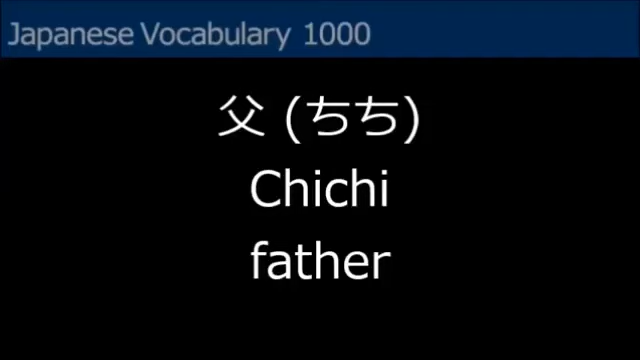 Japanese Vocabulary 1000
父 (ちち)
Chichi
father